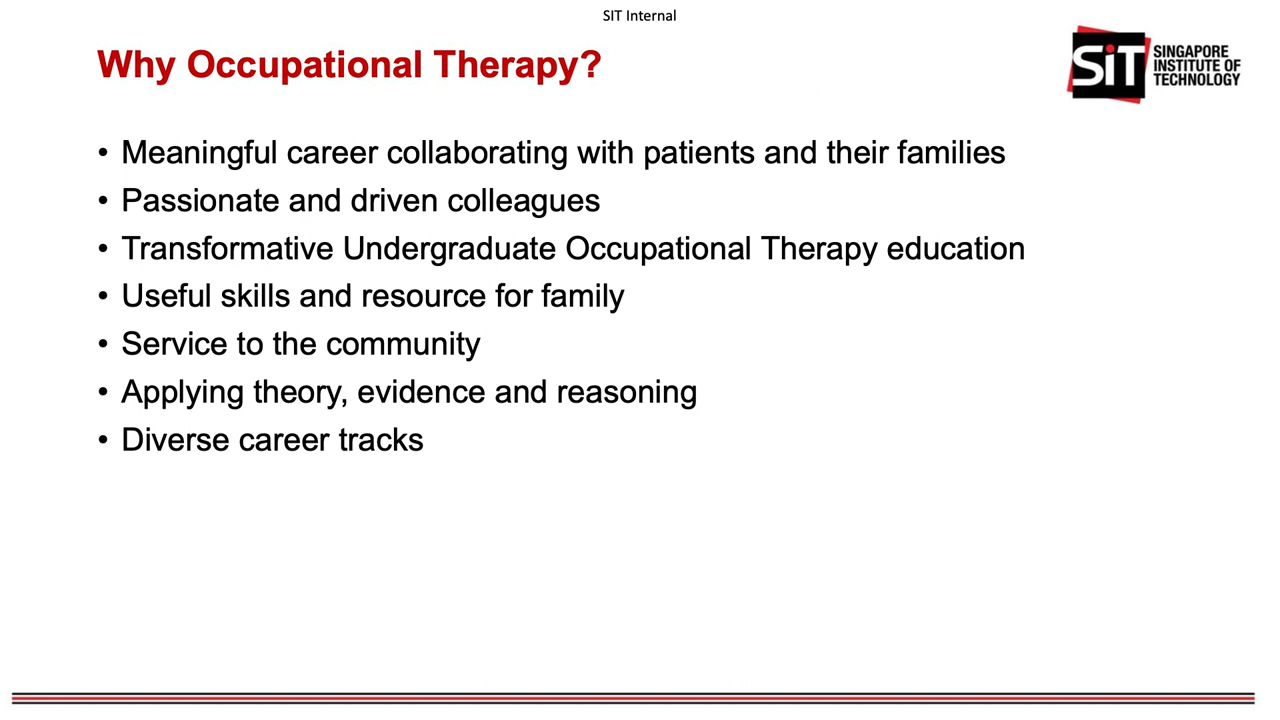 SIT Internal
Why Occupational Therapy?
SiT SINGAPORE
INSTITUTE OF
TECHNOLOGY
• Meaningful career collaborating with patients and their families
• Passionate and driven colleagues
• Transformative Undergraduate Occupational Therapy education
• Useful skills and resource for family
• Service to the community
• Applying theory, evidence and reasoning
• Diverse career tracks